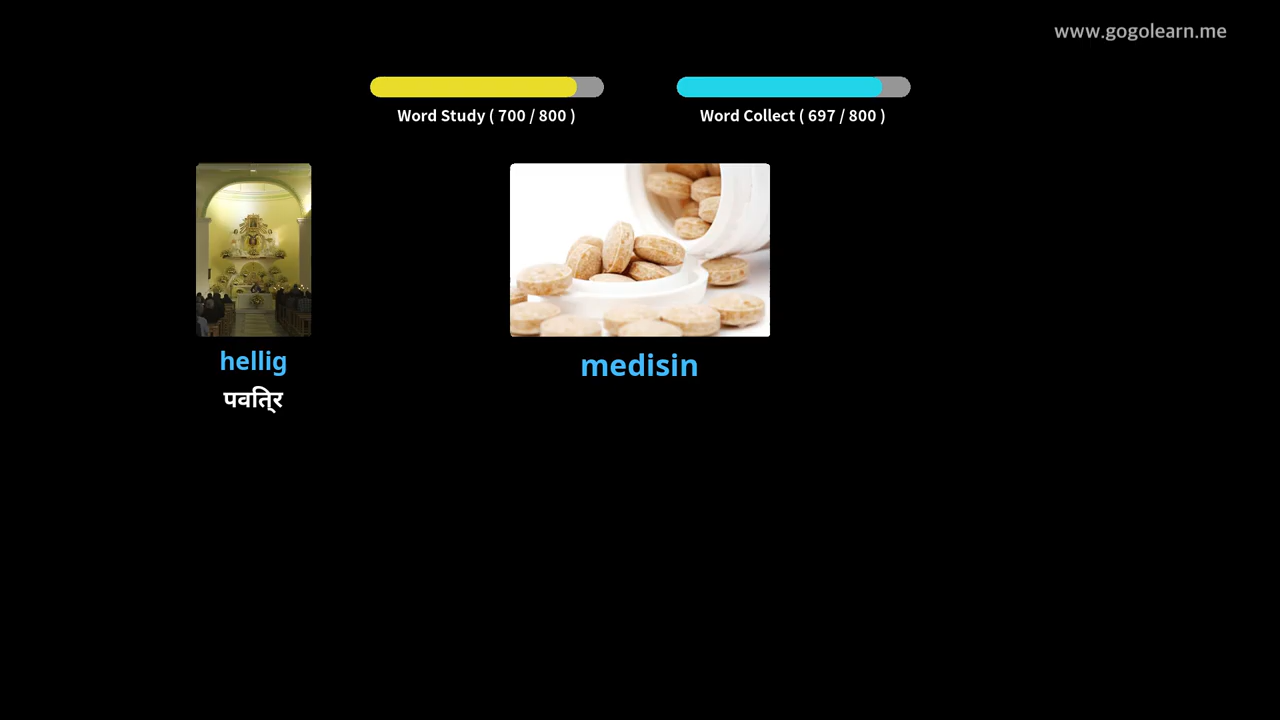 www.gogolearn.me
Word Study ( 700 / 800 )
Word Collect ( 697 / 800 )
hellig
पवित्र
medisin